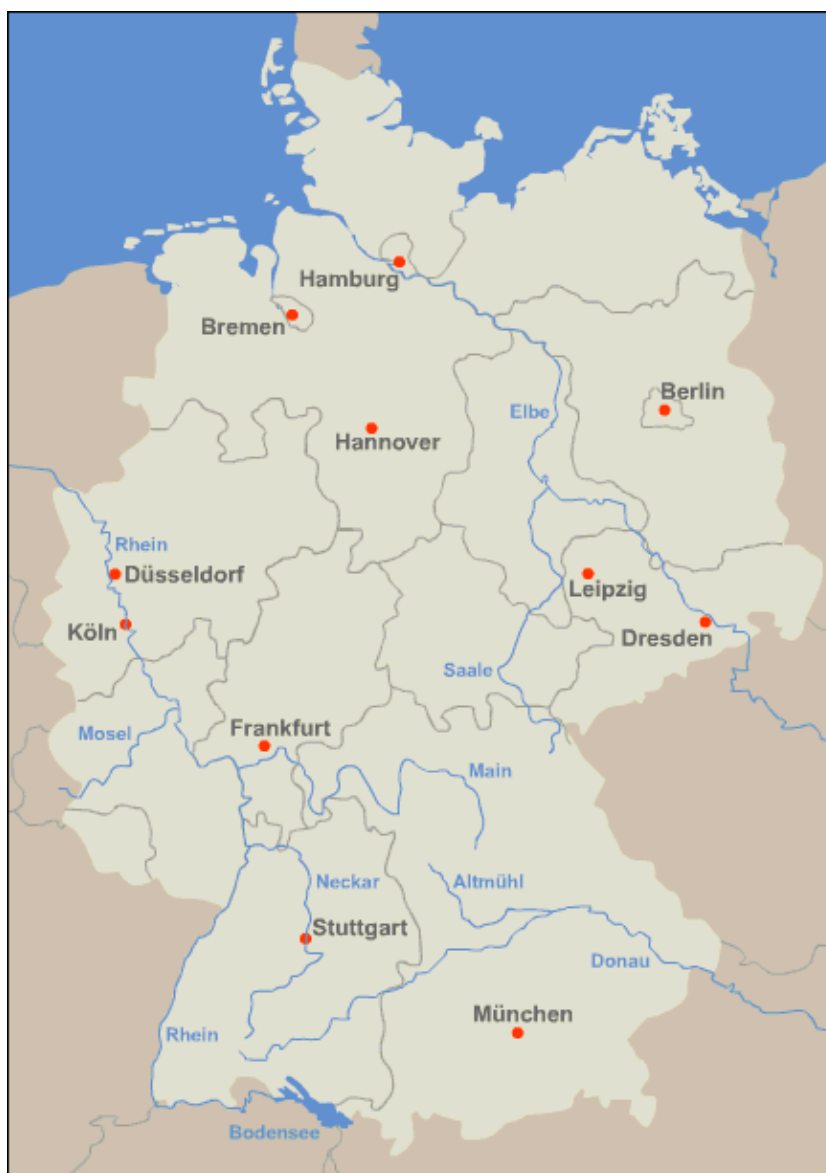 Hamburg
Bremen
Berlin
Elbe
Hannover
Rhein
Düsseldorf
Leipzig
Köln
Dresden
Saale
Frankfurt
Mosel
Main
Neckar
Altmühl
Stuttgart
Donau
München
Rhein
Bodensee